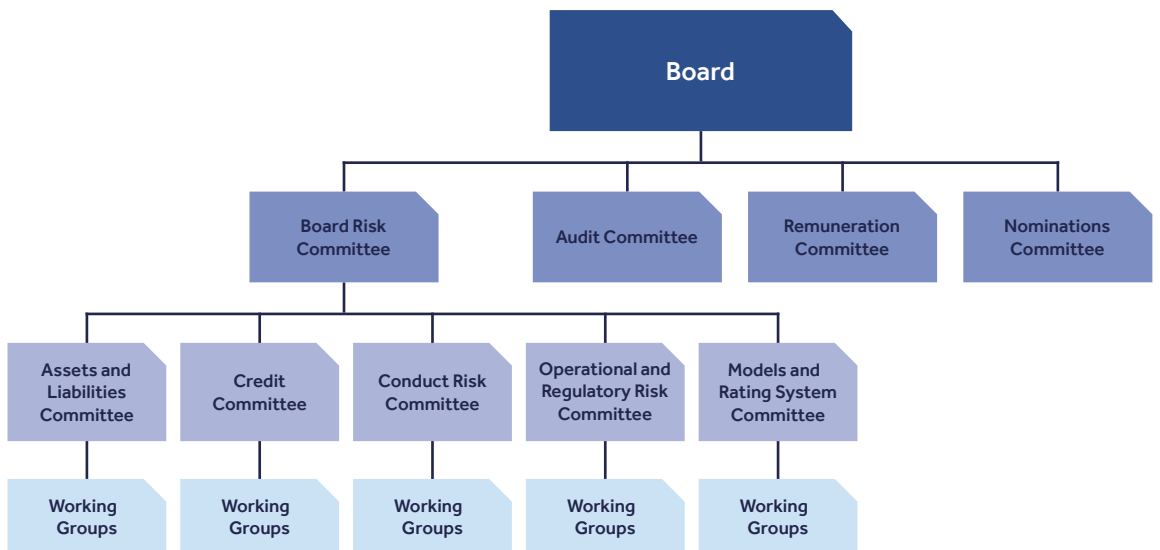 Board
Board Risk
Committee
Audit Committee
Remuneration
Committee
Nominations
Committee
Assets and
Liabilities
Committee
Credit
Committee
Conduct Risk
Committee
Operational and
Regulatory Risk
Committee
Models and
Rating System
Committee
Working
Groups
Working
Groups
Working
Groups
Working
Groups
Working
Groups